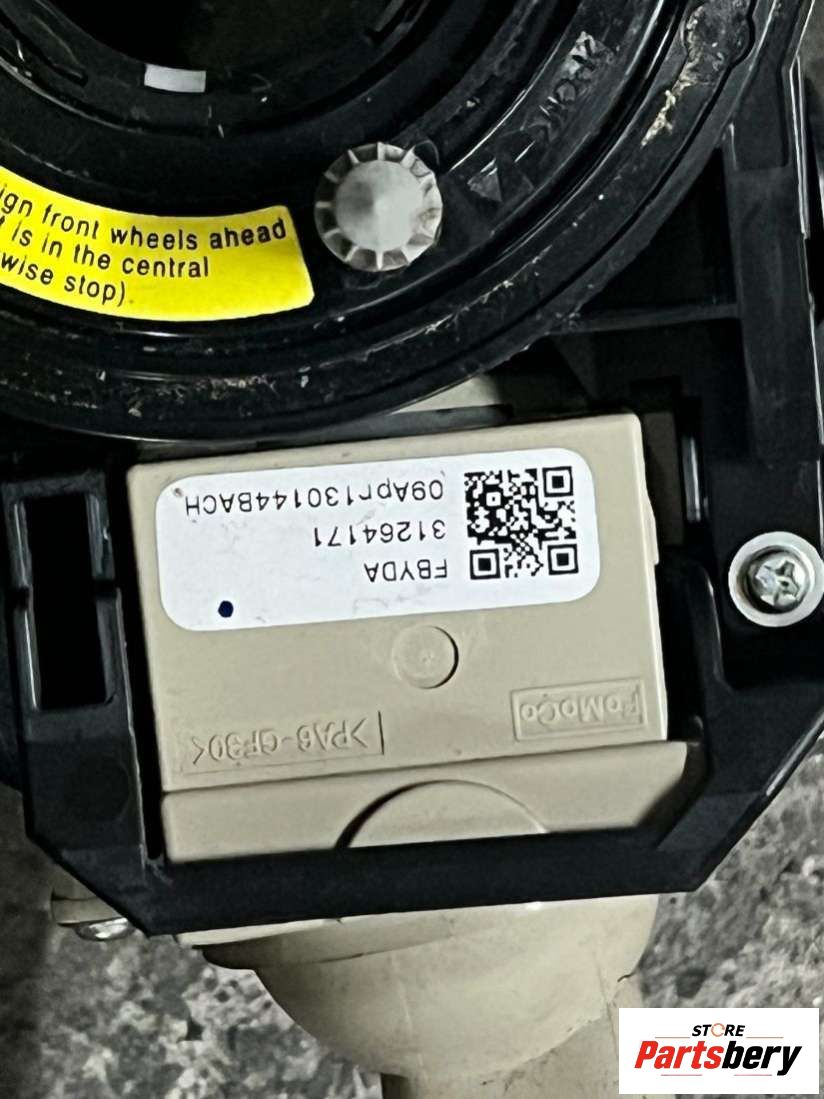 ign front wheels ahead
t is in the central
wise stop)
FBYDA
31264171
09Apr130144BACH
FoMoCo
>PA6-GF30<
STORE
Partsbery